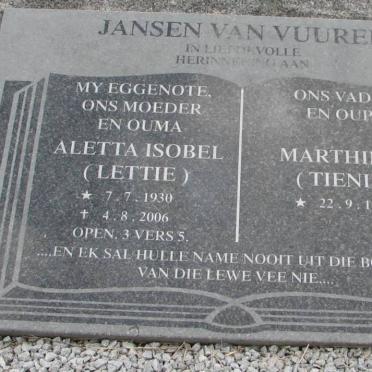 JANSEN VAN VUUREN
IN LIEFDEVOLLE
HERINNERING AAN
MY EGGENOTE,
ONS MOEDER
EN OUMA
ALETTA ISOBEL
( LETTIE )
★ 7 . 7 . 1930
✝ 4 . 8 . 2006
OPEN. 3 VERS 5.
ONS VAD
EN OUP
MARTHI
( TIENI
★ 22 . 9 . 1
....EN EK SAL HULLE NAME NOOIT UIT DIE BO
VAN DIE LEWE VEE NIE....